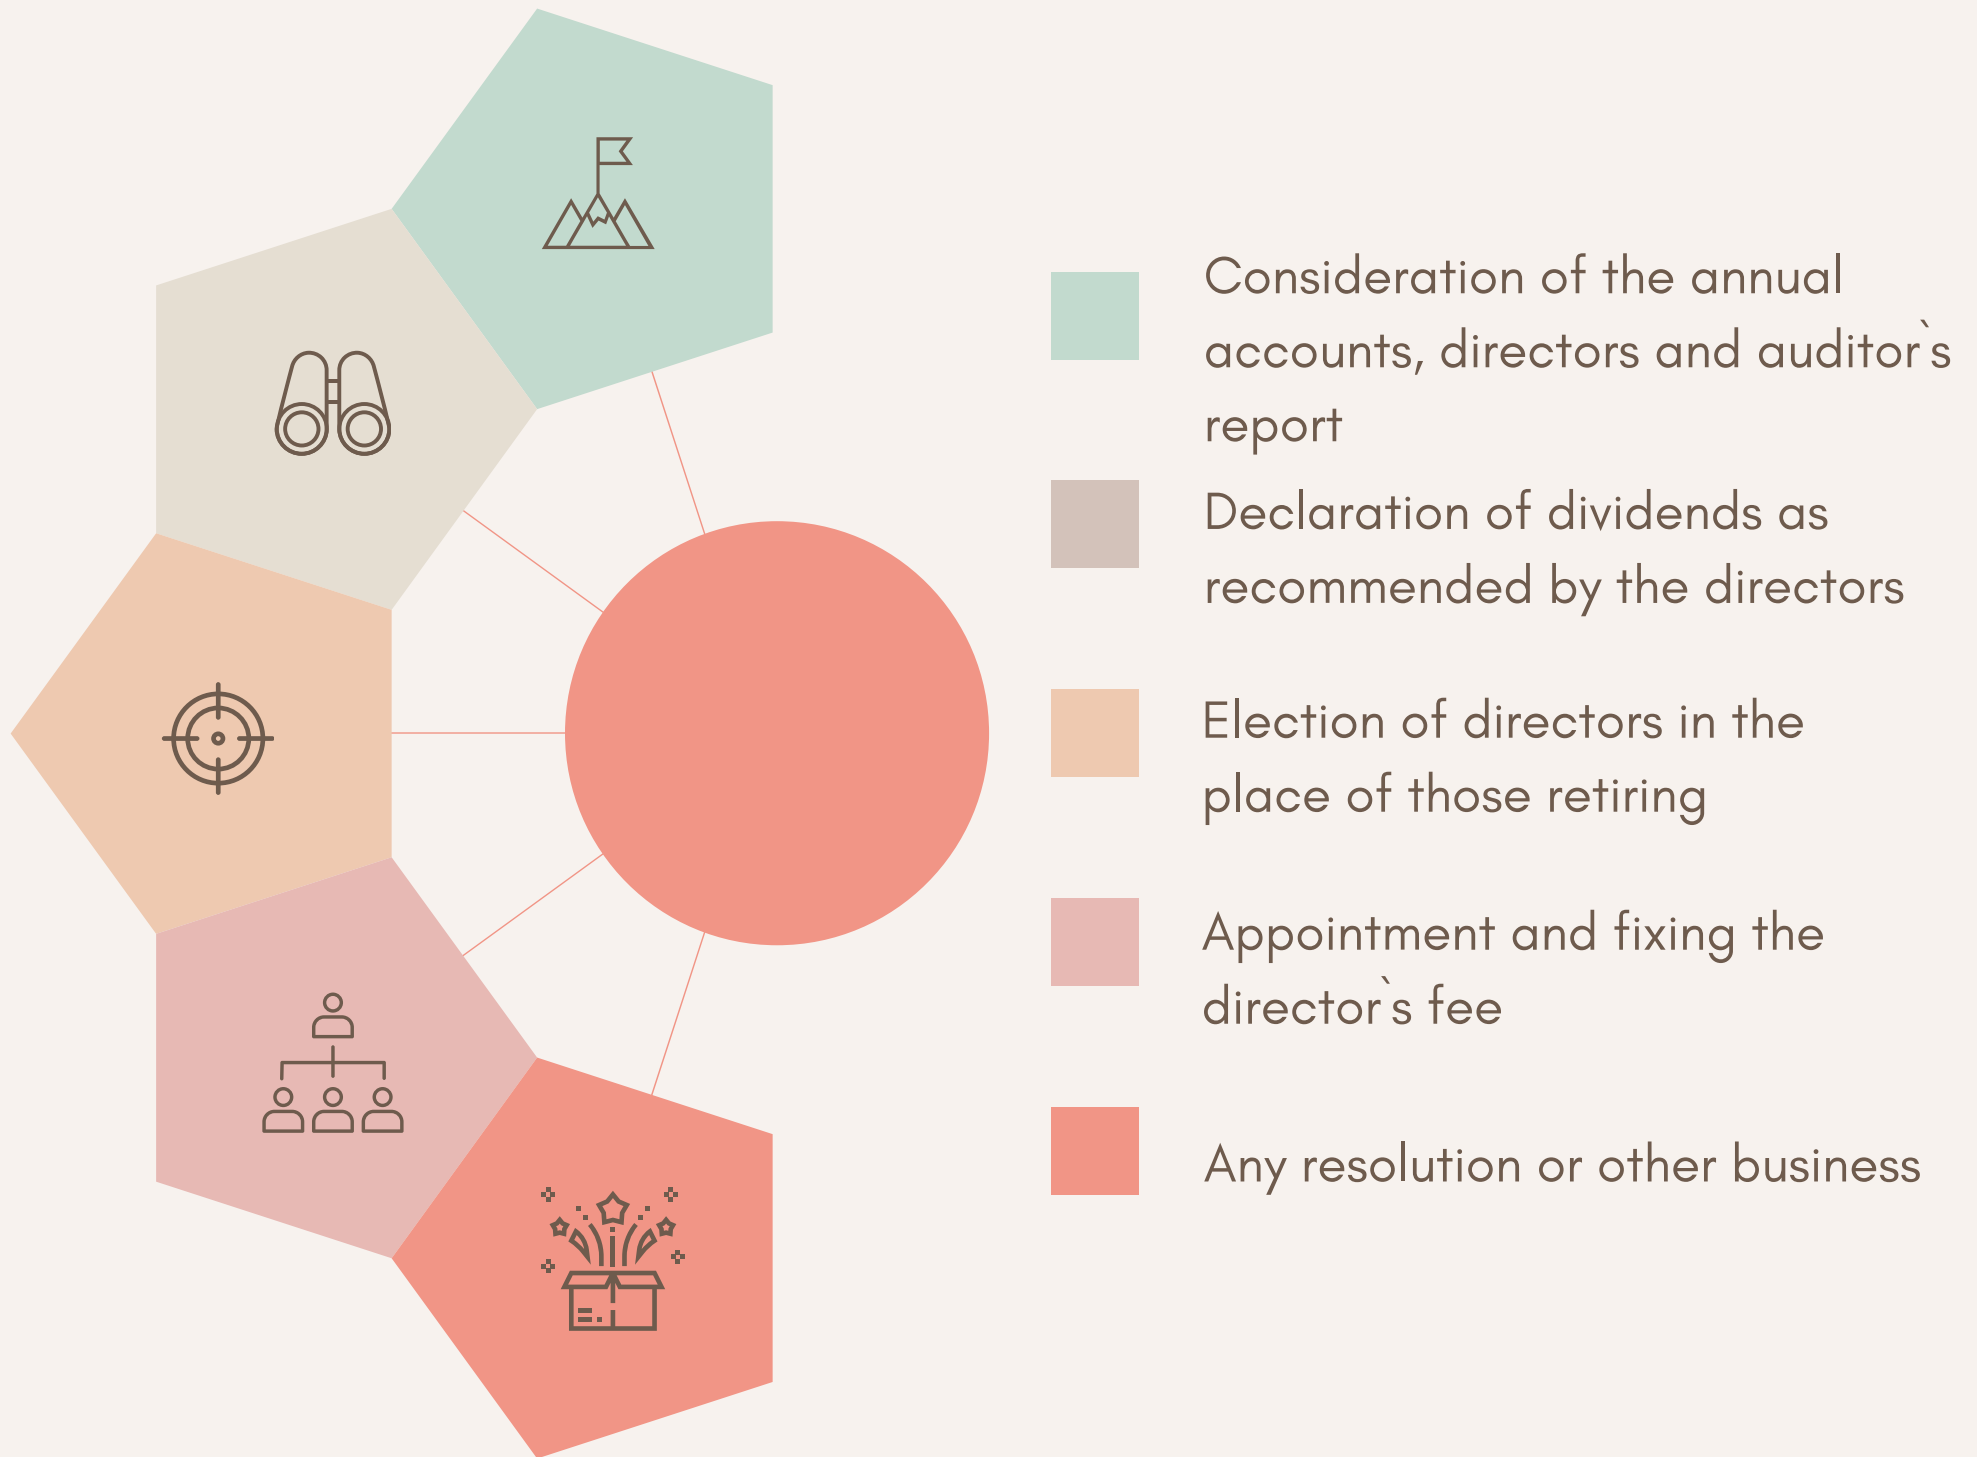 Consideration of the annual
accounts, directors and auditor`s
report
Declaration of dividends as
recommended by the directors
Election of directors in the
place of those retiring
Appointment and fixing the
director`s fee
Any resolution or other business